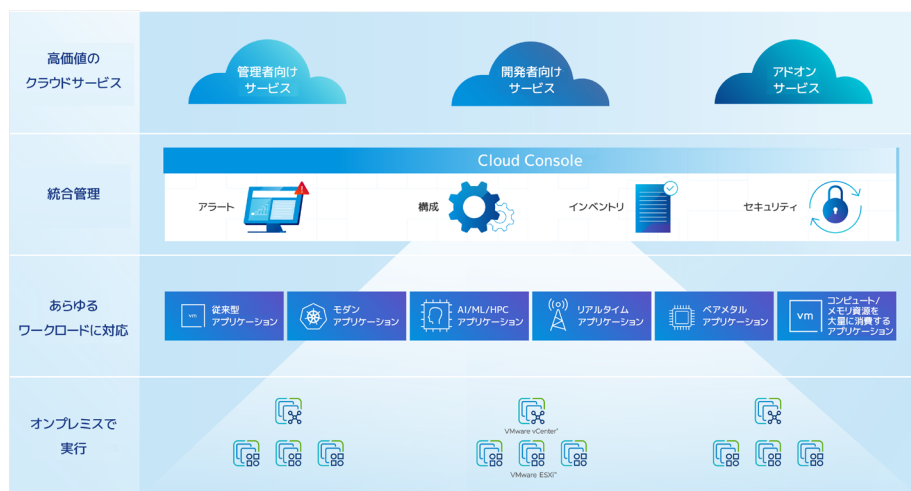 高価値の
クラウドサービス
管理者向け
サービス
開発者向け
サービス
アドオン
サービス
統合管理
Cloud Console
アラート
構成
インベントリ
セキュリティ
あらゆる
ワークロードに対応
vm
従来型
アプリケーション
モダン
アプリケーション
AI/ML/HPC
アプリケーション
リアルタイム
アプリケーション
ベアメタル
アプリケーション
vm
コンピュート/
メモリ資源を
大量に消費する
アプリケーション
オンプレミスで
実行
VMware vCenter®
VMware ESXi™